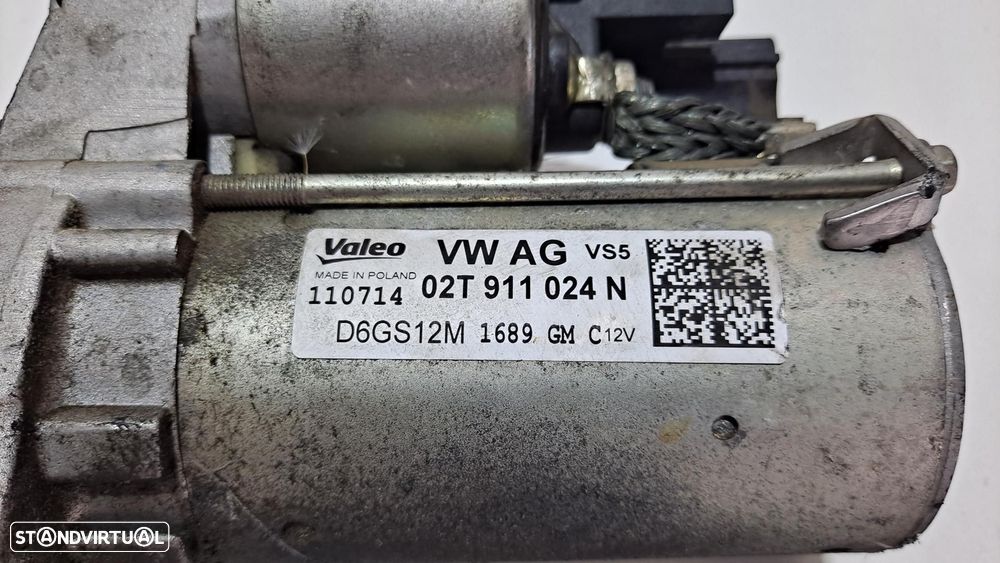 Valeo VW AG VS5
MADE IN POLAND
110714 02T 911 024 N
D6GS12M 1689 GM C12V
STANDVIRTUAL